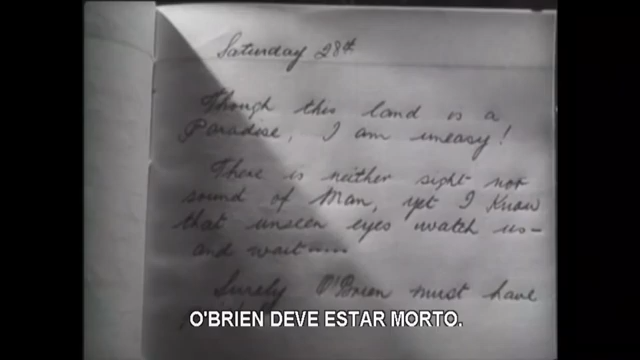 Saturday 28th
Though this land is a
Paradise, I am uneasy!
There is neither sight nor
sound of Man, yet I Know
that unseen eyes watch us—
and wait....
Surely O'Brien must have
O'BRIEN DEVE ESTAR MORTO.